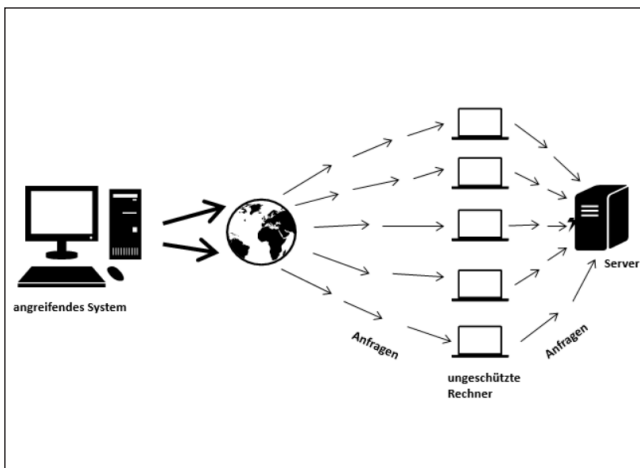 angreifendes System
Anfragen
ungeschützte
Rechner
Anfragen
Server